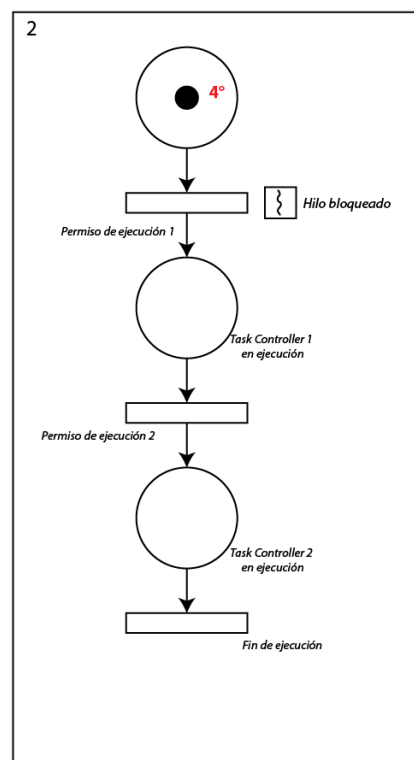 2
4°
Hilo bloqueado
Permiso de ejecución 1
Task Controller 1
en ejecución
Permiso de ejecución 2
Task Controller 2
en ejecución
Fin de ejecución